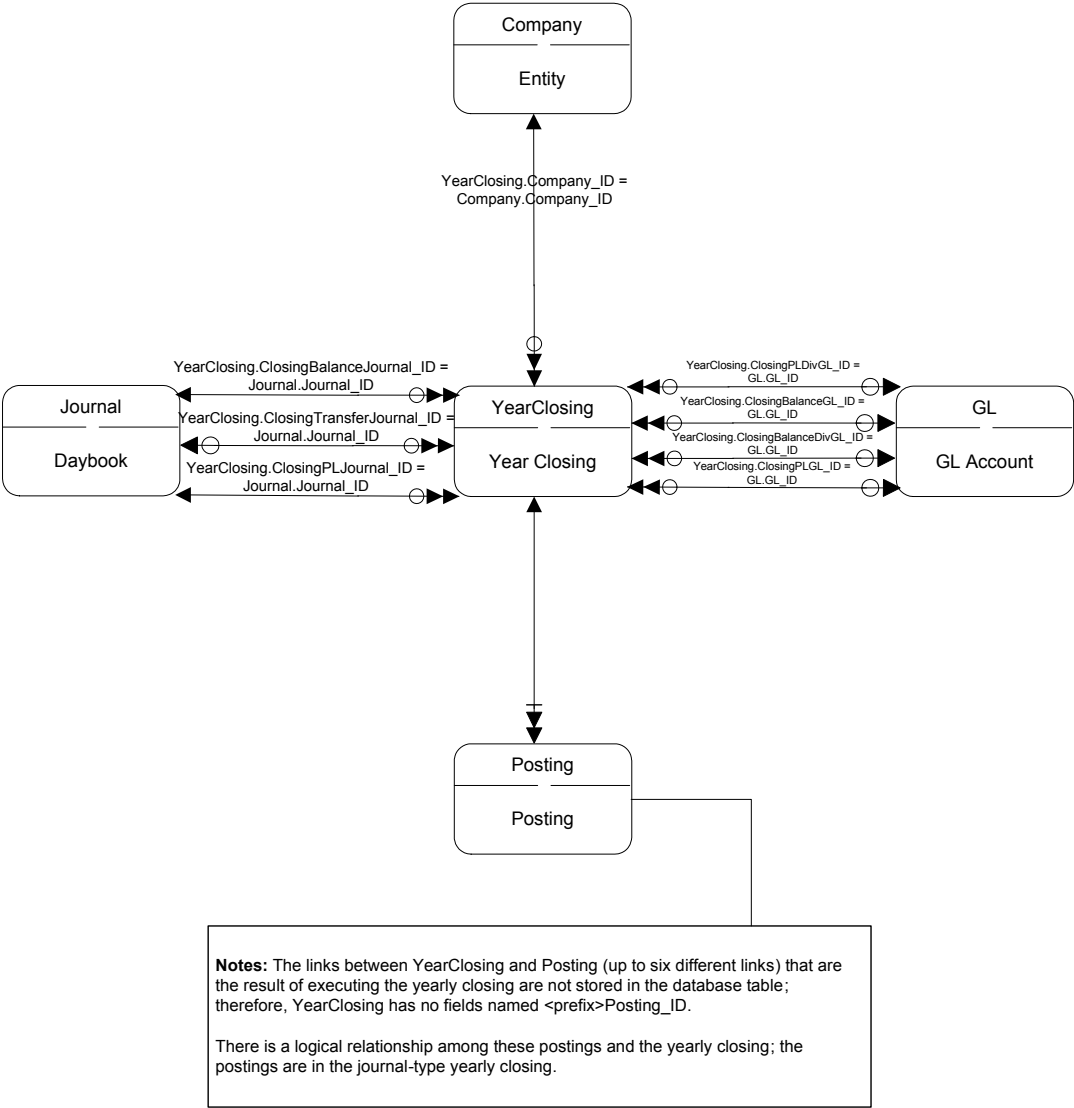 Company
Entity
YearClosing.Company_ID =
Company.Company_ID
YearClosing.ClosingBalanceJournal_ID =
Journal.Journal_ID
YearClosing.ClosingTransferJournal_ID =
Journal.Journal_ID
YearClosing.ClosingPLJournal_ID =
Journal.Journal_ID
Journal
Daybook
YearClosing
Year Closing
YearClosing.ClosingPLDivGL_ID =
GL.GL_ID
YearClosing.ClosingBalanceGL_ID =
GL.GL_ID
YearClosing.ClosingBalanceDivGL_ID=
GL.GL_ID
YearClosing.ClosingPLGL_ID =
GL.GL_ID
GL
GL Account
Posting
Posting
Notes: The links between YearClosing and Posting (up to six different links) that are
the result of executing the yearly closing are not stored in the database table;
therefore, YearClosing has no fields named <prefix>Posting_ID.
There is a logical relationship among these postings and the yearly closing; the
postings are in the journal-type yearly closing.